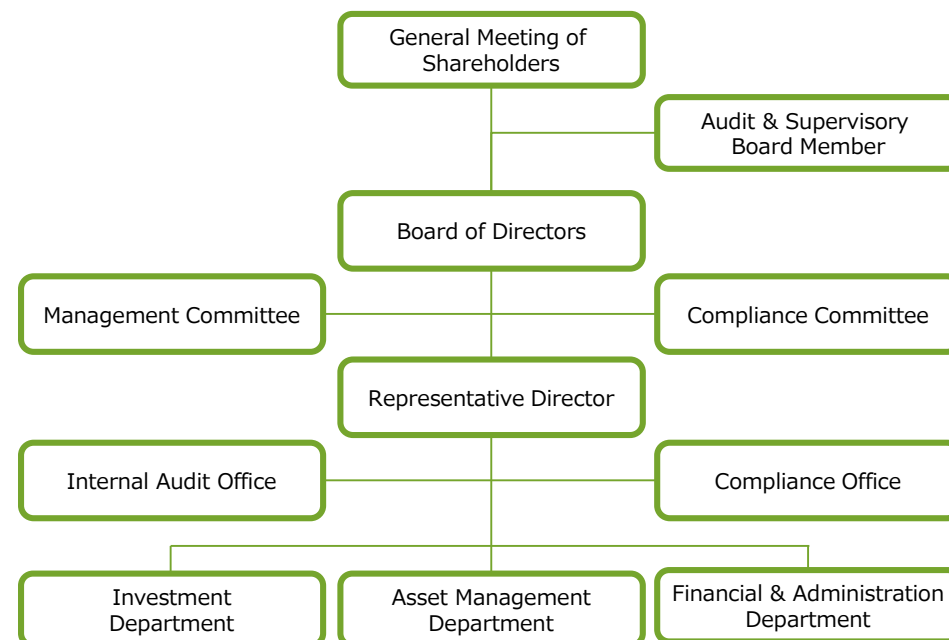 General Meeting of
Shareholders
Audit & Supervisory
Board Member
Board of Directors
Management Committee
Compliance Committee
Representative Director
Internal Audit Office
Compliance Office
Investment
Department
Asset Management
Department
Financial & Administration
Department